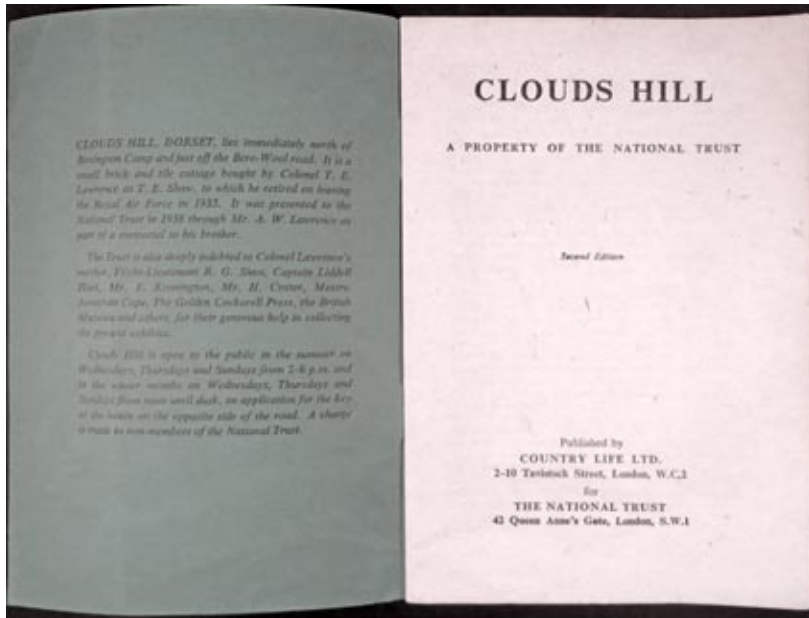 CLOUDS HILL, DORSET, lies immediately north of
Bovington Camp and just off the Bere-Wool road. It is a
small brick and tile cottage bought by Colonel T. E.
Lawrence as T. E. Shaw, to which he retired on leaving
the Royal Air Force in 1935. It was presented to the
National Trust in 1938 through Mr. A. W. Lawrence as
part of a memorial to his brother.
The Trust is also deeply indebted to Colonel Lawrence's
mother, Flight-Lieutenant R. G. Sims, Captain Liddell
Hart, Mr. E. Kennington, Mr. H. Coster, Messrs.
Jonathan Cape, The Golden Cockerell Press, the British
Museum and others, for their generous help in collecting
the present exhibits.
Clouds Hill is open to the public in the summer on
Wednesdays, Thursdays and Sundays from 2-6 p.m. and
in the winter months on Wednesdays, Thursdays and
Sundays from noon until dusk, on application for the key
at the house on the opposite side of the road. A charge
is made to non-members of the National Trust.
CLOUDS HILL
A PROPERTY OF THE NATIONAL TRUST
Second Edition
Published by
COUNTRY LIFE LTD.
2-10 Tavistock Street, London, W.C.2
for
THE NATIONAL TRUST
42 Queen Anne's Gate, London, S.W.1